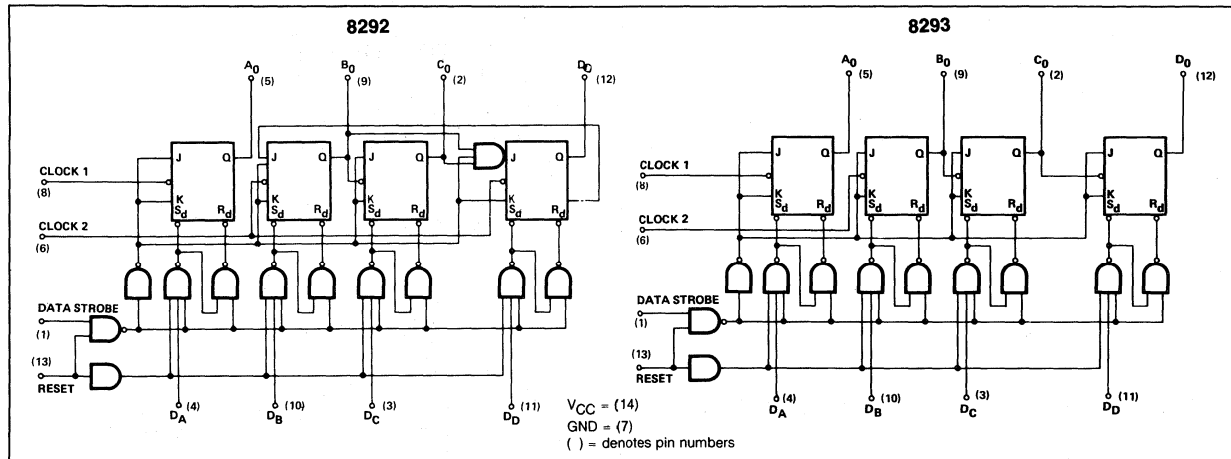 8292
8293
A0 (5)
B0 (9)
C0 (2)
D0 (12)
J Q
J Q
J Q
J Q
CLOCK 1
(8)
K
K
K
K
Sd Rd
Sd Rd
Sd Rd
Sd Rd
CLOCK 2
(6)
DATA STROBE
(1)
(13)
RESET
DA (4)
DB (10)
DC (3)
DD (11)
VCC = (14)
GND = (7)
( ) = denotes pin numbers
A0 (5)
B0 (9)
C0 (2)
D0 (12)
J Q
J Q
J Q
J Q
CLOCK 1
(8)
K
K
K
K
Sd Rd
Sd Rd
Sd Rd
Sd Rd
CLOCK 2
(6)
DATA STROBE
(1)
(13)
RESET
DA (4)
DB (10)
DC (3)
DD (11)